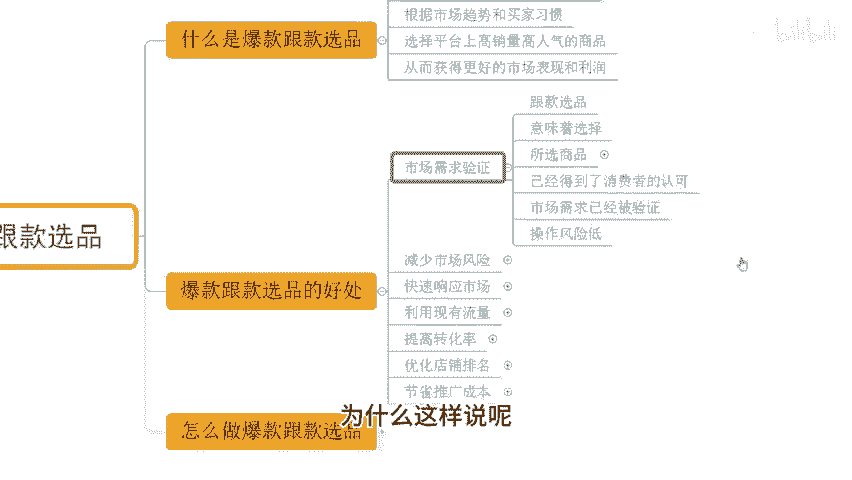 什么是爆款跟款选品
根据市场趋势和买家习惯
选择平台上高销量高人气的商品
从而获得更好的市场表现和利润
跟款选品
爆款跟款选品的好处
市场需求验证
跟款选品
意味着选择
所选商品
已经得到了消费者的认可
市场需求已经被验证
操作风险低
减少市场风险
快速响应市场
利用现有流量
提高转化率
优化店铺排名
节省推广成本
怎么做爆款跟款选品
为什么这样说呢
bilibili